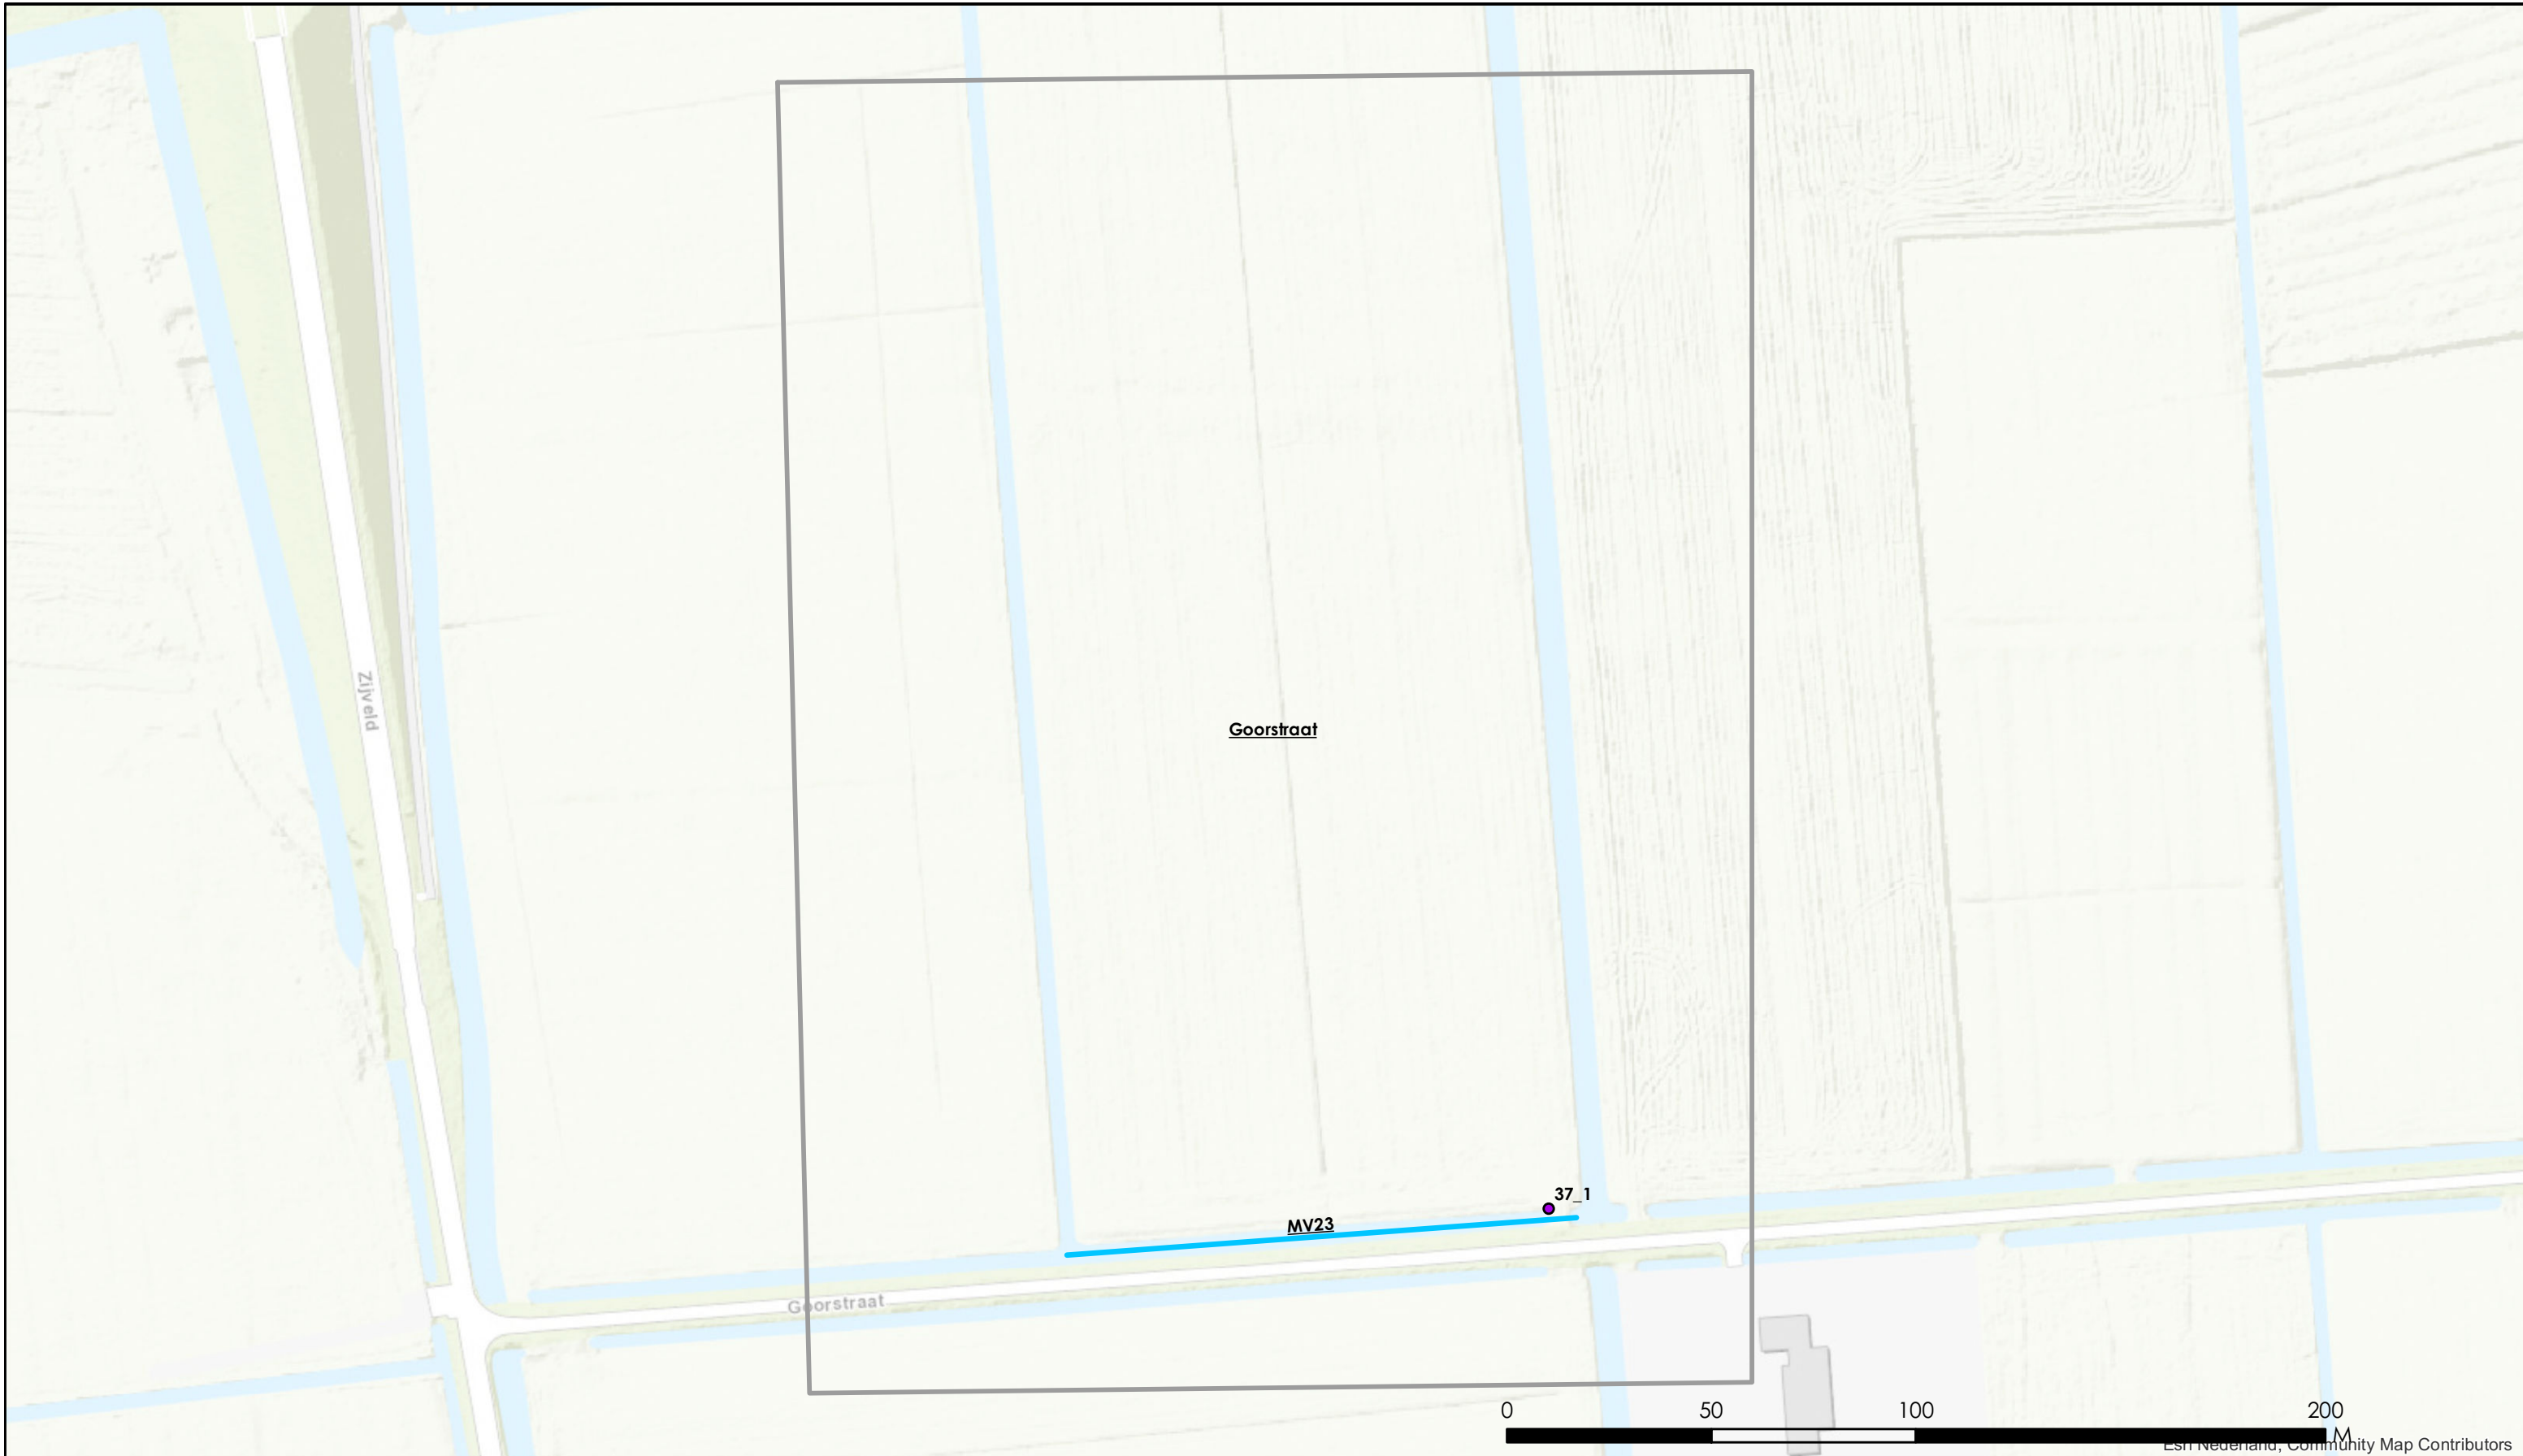 Zijveld
Goorstraat
37_1
MV23
Goorstraat
0 50 100 200
M
Esri Nederland, Community Map Contributors